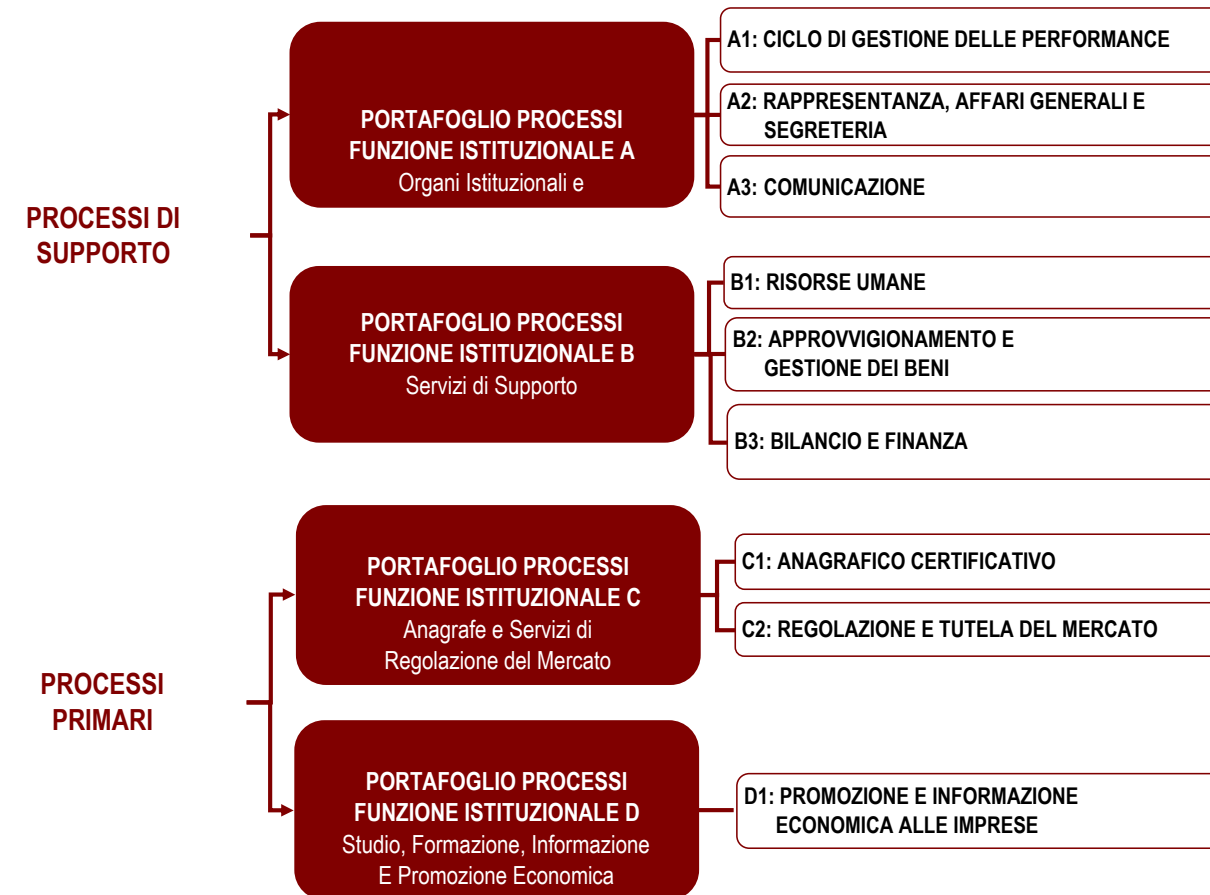 PROCESSI DI
SUPPORTO
PORTAFOGLIO PROCESSI
FUNZIONE ISTITUZIONALE A
Organi Istituzionali e
A1: CICLO DI GESTIONE DELLE PERFORMANCE
A2: RAPPRESENTANZA, AFFARI GENERALI E
SEGRETERIA
A3: COMUNICAZIONE
PORTAFOGLIO PROCESSI
FUNZIONE ISTITUZIONALE B
Servizi di Supporto
B1: RISORSE UMANE
B2: APPROVVIGIONAMENTO E
GESTIONE DEI BENI
B3: BILANCIO E FINANZA
PROCESSI
PRIMARI
PORTAFOGLIO PROCESSI
FUNZIONE ISTITUZIONALE C
Anagrafe e Servizi di
Regolazione del Mercato
C1: ANAGRAFICO CERTIFICATIVO
C2: REGOLAZIONE E TUTELA DEL MERCATO
PORTAFOGLIO PROCESSI
FUNZIONE ISTITUZIONALE D
Studio, Formazione, Informazione
E Promozione Economica
D1: PROMOZIONE E INFORMAZIONE
ECONOMICA ALLE IMPRESE